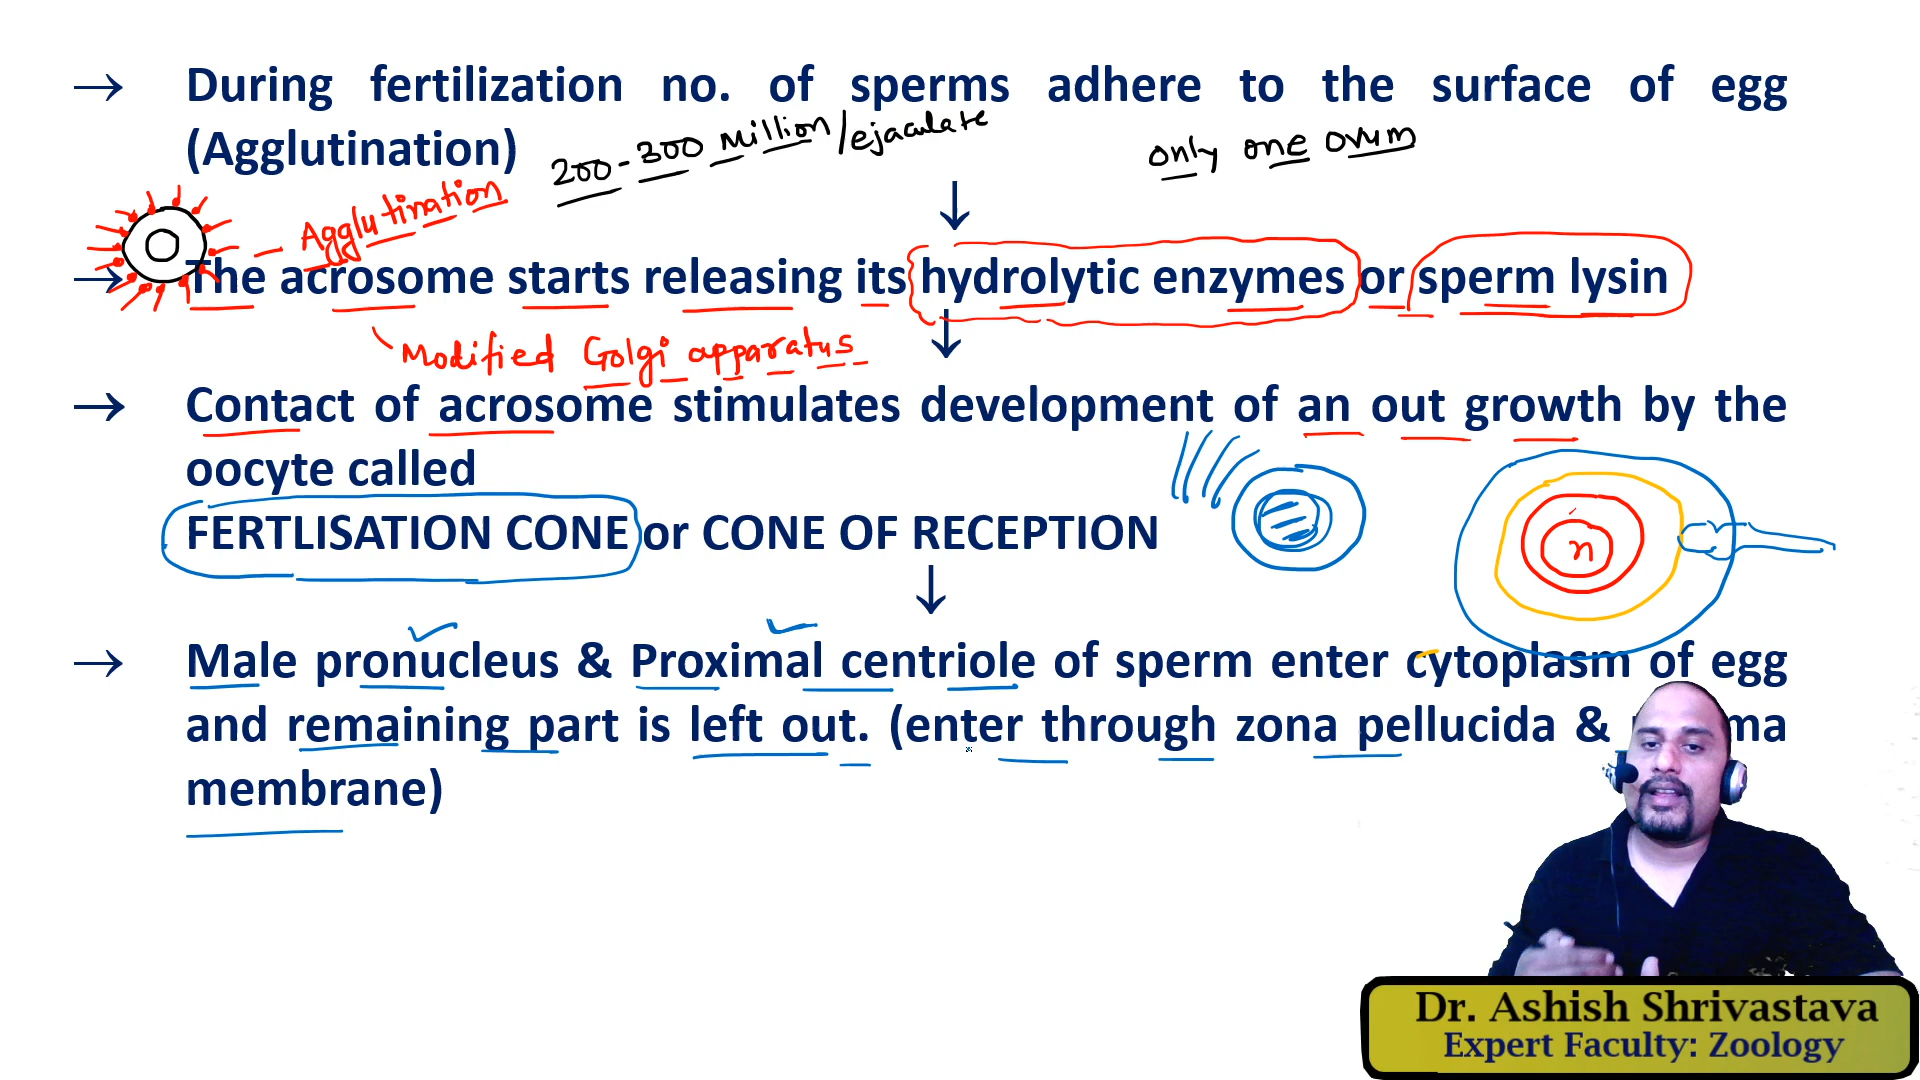 → During fertilization no. of sperms adhere to the surface of egg
(Agglutination)
200-300 million/ejaculate
only one ovum
↓
Agglutination
→ The acrosome starts releasing its hydrolytic enzymes or sperm lysin
↓
Modified Golgi apparatus
→ Contact of acrosome stimulates development of an out growth by the
oocyte called
FERTLISATION CONE or CONE OF RECEPTION
n
↓
→ Male pronucleus & Proximal centriole of sperm enter cytoplasm of egg
and remaining part is left out. (enter through zona pellucida &
membrane)
Dr. Ashish Shrivastava
Expert Faculty: Zoology